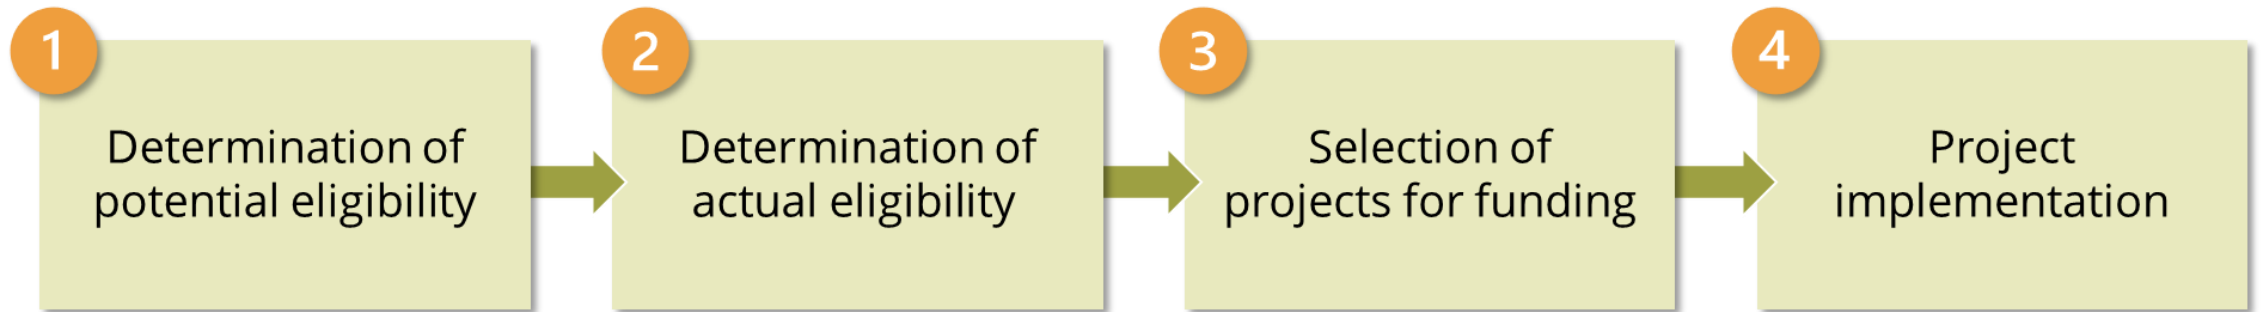 1
Determination of
potential eligibility
2
Determination of
actual eligibility
3
Selection of
projects for funding
4
Project
implementation